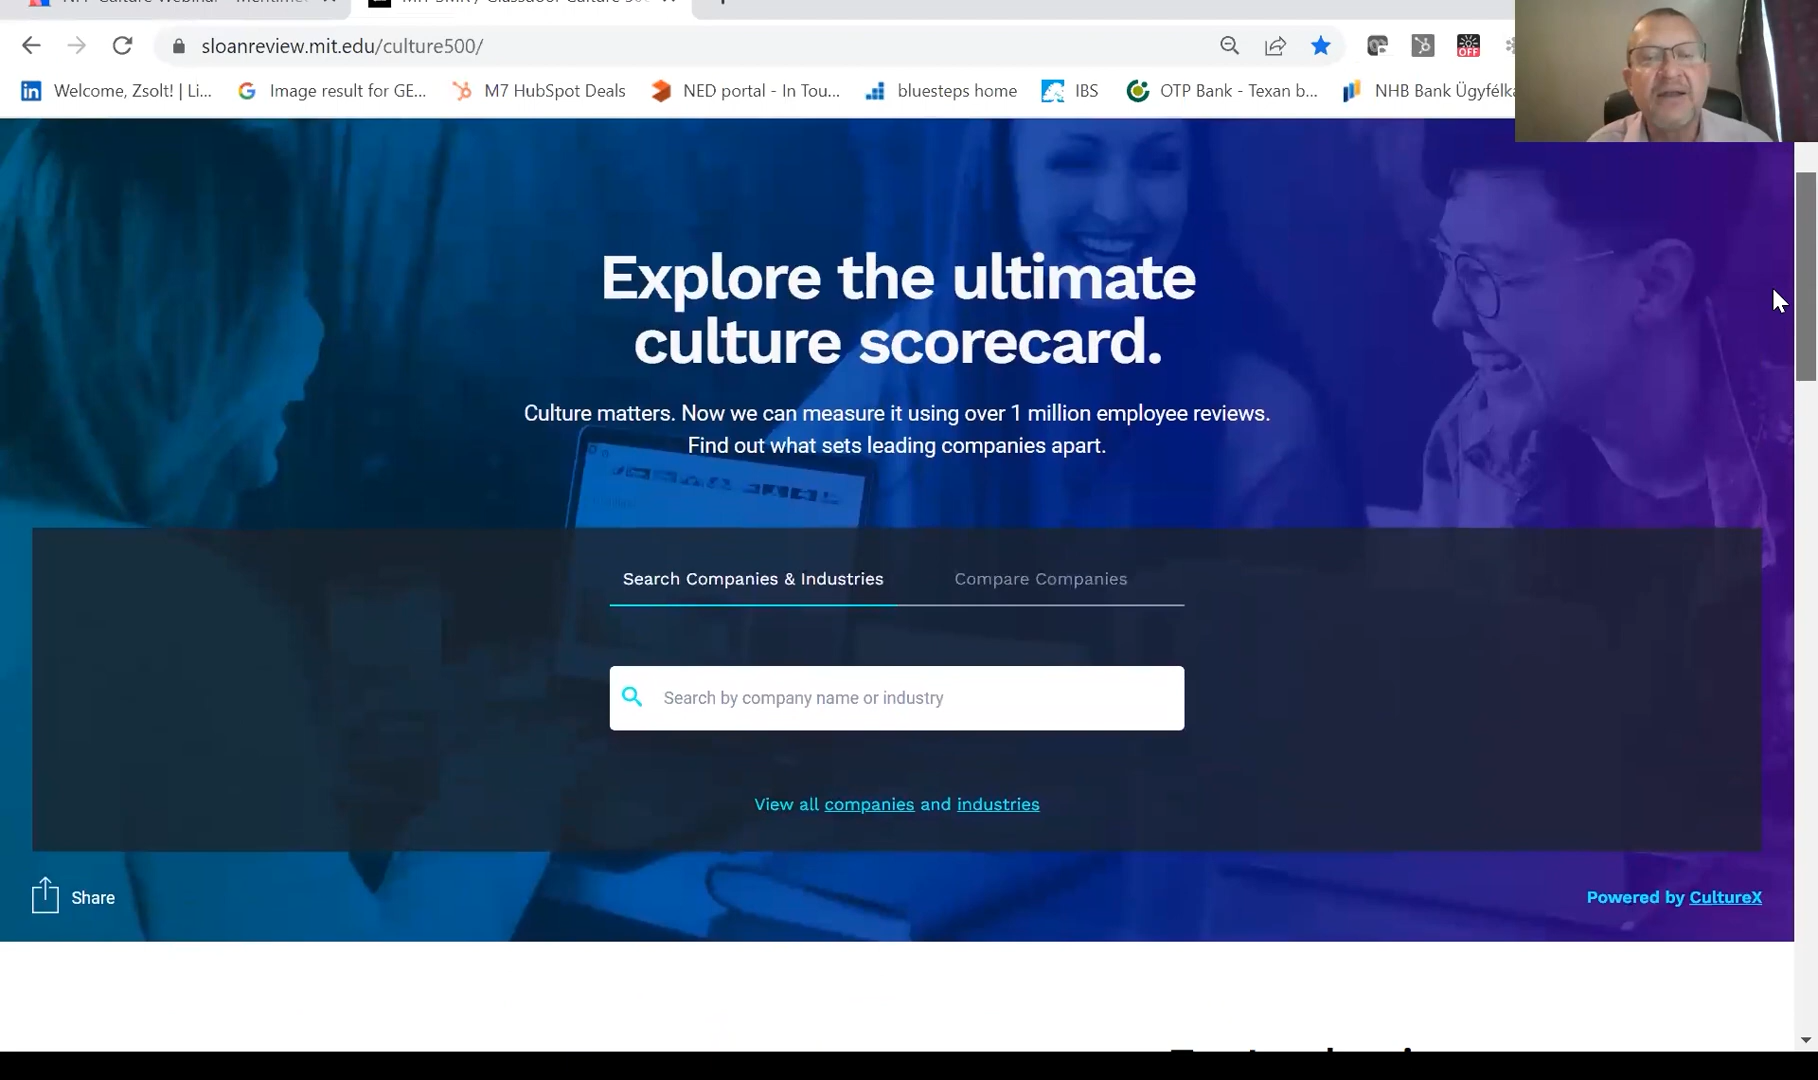 sloanreview.mit.edu/culture500/
Welcome, Zsolt! | Li... Image result for GE... M7 HubSpot Deals NED portal - In Tou... bluesteps home IBS OTP Bank - Texan b... NHB Bank Ügyfélka
OFF
Explore the ultimate
culture scorecard.
Culture matters. Now we can measure it using over 1 million employee reviews.
Find out what sets leading companies apart.
Search Companies & Industries Compare Companies
Search by company name or industry
View all companies and industries
Share
Powered by CultureX